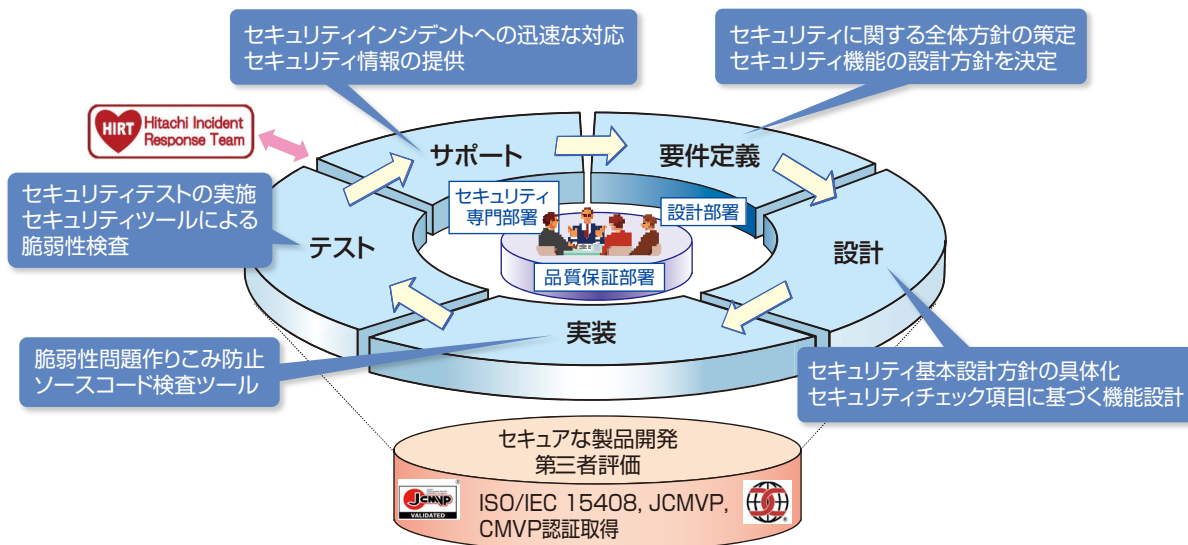 セキュリティインシデントへの迅速な対応
セキュリティ情報の提供
セキュリティに関する全体方針の策定
セキュリティ機能の設計方針を決定
HIRT
Hitachi Incident
Response Team
サポート
要件定義
セキュリティテストの実施
セキュリティツールによる
脆弱性検査
セキュリティ
専門部署
設計部署
テスト
設計
品質保証部署
実装
脆弱性問題作りこみ防止
ソースコード検査ツール
セキュリティ基本設計方針の具体化
セキュリティチェック項目に基づく機能設計
セキュアな製品開発
第三者評価
JCMVP
VALIDATED
ISO/IEC 15408, JCMVP,
CMVP認証取得